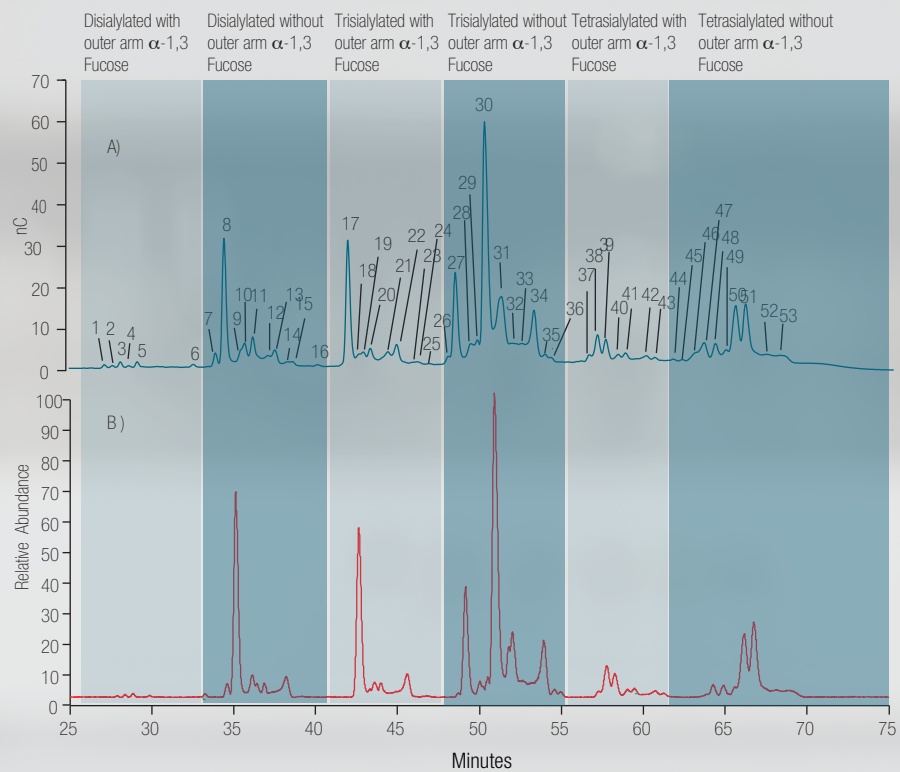 Disialylated with
outer arm α-1,3
Fucose
Disialylated without
outer arm α-1,3
Fucose
Trisialylated with
outer arm α-1,3
Fucose
Trisialylated without
outer arm α-1,3
Fucose
Tetrasialylated with
outer arm α-1,3
Fucose
Tetrasialylated without
outer arm α-1,3
Fucose
70
60
50
40
30
20
10
0
nC
A)
1 2 3 4 5 6
7 8 9 10 11 12 13 14 15 16
17 18 19 20 21 22 23 24 25
26 27 28 29 30 31 32 33 34 35
36 37 38 39 40 41 42 43
44 45 46 47 48 49 50 51 52 53
B)
100
90
80
70
60
50
40
30
20
10
0
Relative Abundance
25 30 35 40 45 50 55 60 65 70 75
Minutes